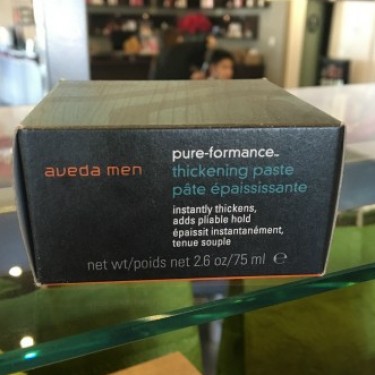 aveda men
pure-formance™
thickening paste
pâte épaississante
instantly thickens,
adds pliable hold
épaissit instantanément,
tenue souple
net wt/poids net 2.6 oz/75 ml ℮